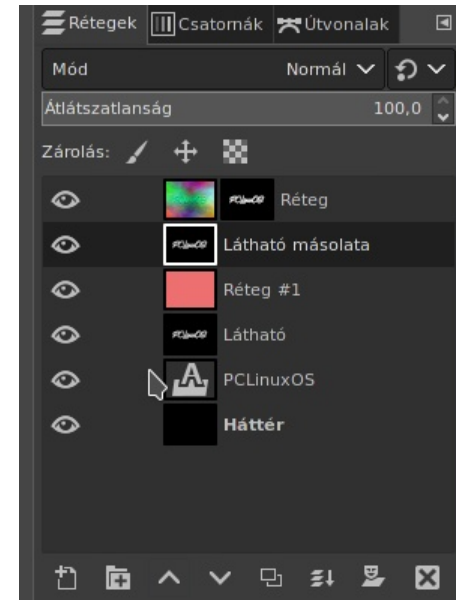 Rétegek Csatornák Útvonalak
Mód Normál
Átlátszatlanság 100,0
Zárolás:
Réteg
Látható másolata
Réteg #1
Látható
PCLinuxOS
Háttér